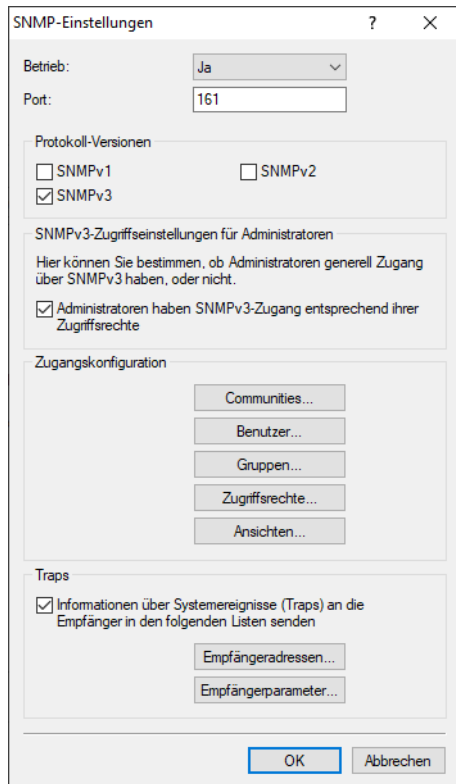 SNMP-Einstellungen ?
Betrieb: Ja
Port: 161
Protokoll-Versionen
SNMPv1 SNMPv2
SNMPv3
SNMPv3-Zugriffseinstellungen für Administratoren
Hier können Sie bestimmen, ob Administratoren generell Zugang
über SNMPv3 haben, oder nicht.
Administratoren haben SNMPv3-Zugang entsprechend ihrer
Zugriffsrechte
Zugangskonfiguration
Communities...
Benutzer...
Gruppen...
Zugriffsrechte...
Ansichten...
Traps
Informationen über Systemereignisse (Traps) an die
Empfänger in den folgenden Listen senden
Empfängeradressen...
Empfängerparameter...
OK Abbrechen